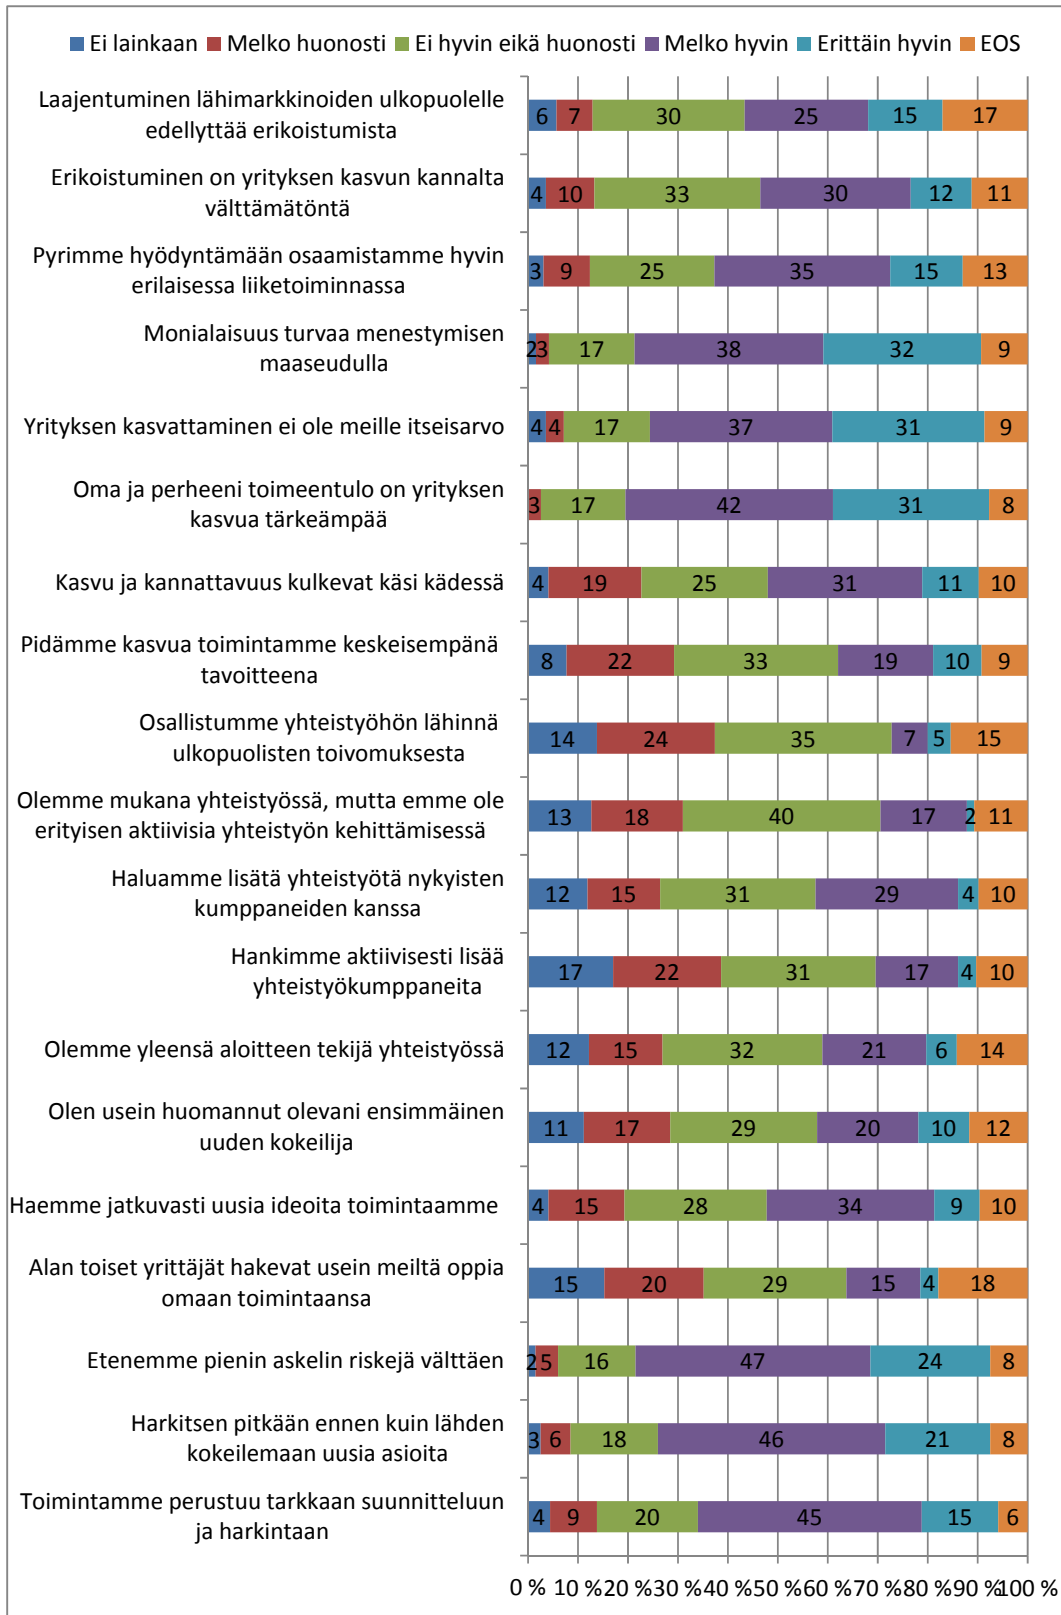 Ei lainkaan Melko huonosti Ei hyvin eikä huonosti Melko hyvin Erittäin hyvin EOS
Laajentuminen lähimarkkinoiden ulkopuolelle
edellyttää erikoistumista
6 7 30 25 15 17
Erikoistuminen on yrityksen kasvun kannalta
välttämätöntä
4 10 33 30 12 11
Pyrimme hyödyntämään osaamistamme hyvin
erilaisessa liiketoiminnassa
3 9 25 35 15 13
Monialaisuus turvaa menestymisen
maaseudulla
2 3 17 38 32 9
Yrityksen kasvattaminen ei ole meille itseisarvo
4 4 17 37 31 9
Oma ja perheeni toimeentulo on yrityksen
kasvua tärkeämpää
3 17 42 31 8
Kasvu ja kannattavuus kulkevat käsi kädessä
4 19 25 31 11 10
Pidämme kasvua toimintamme keskeisempänä
tavoitteena
8 22 33 19 10 9
Osallistumme yhteistyöhön lähinnä
ulkopuolisten toivomuksesta
14 24 35 7 5 15
Olemme mukana yhteistyössä, mutta emme ole
erityisen aktiivisia yhteistyön kehittämisessä
13 18 40 17 2 11
Haluamme lisätä yhteistyötä nykyisten
kumppaneiden kanssa
12 15 31 29 4 10
Hankimme aktiivisesti lisää
yhteistyökumppaneita
17 22 31 17 4 10
Olemme yleensä aloitteen tekijä yhteistyössä
12 15 32 21 6 14
Olen usein huomannut olevani ensimmäinen
uuden kokeilija
11 17 29 20 10 12
Haemme jatkuvasti uusia ideoita toimintaamme
4 15 28 34 9 10
Alan toiset yrittäjät hakevat usein meiltä oppia
omaan toimintaansa
15 20 29 15 4 18
Etenemme pienin askelin riskejä välttäen
2 5 16 47 24 8
Harkitsen pitkään ennen kuin lähden
kokeilemaan uusia asioita
3 6 18 46 21 8
Toimintamme perustuu tarkkaan suunnitteluun
ja harkintaan
4 9 20 45 15 6
0 % 10 % 20 % 30 % 40 % 50 % 60 % 70 % 80 % 90 % 100 %